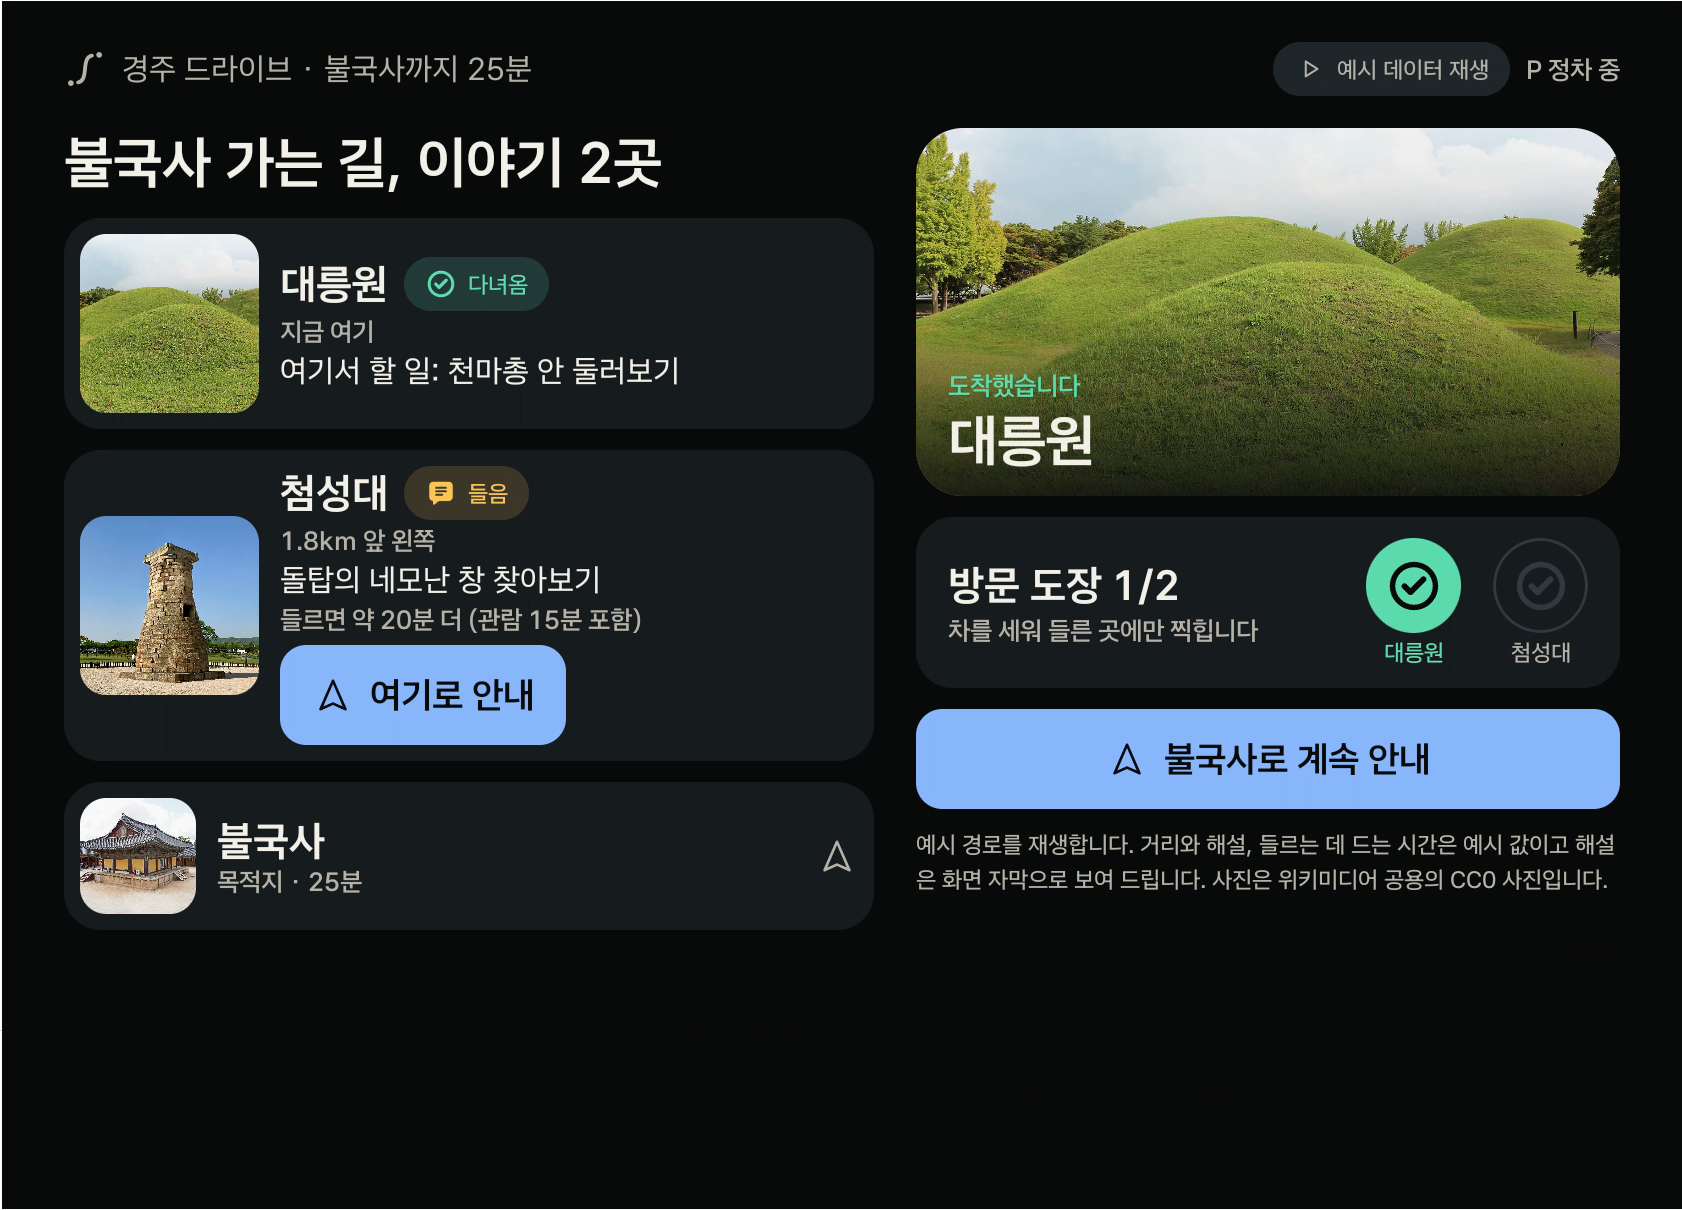 경주 드라이브 · 불국사까지 25분
예시 데이터 재생
P 정차 중
불국사 가는 길, 이야기 2곳
대릉원
다녀옴
지금 여기
여기서 할 일: 천마총 안 둘러보기
첨성대
들음
1.8km 앞 왼쪽
돌탑의 네모난 창 찾아보기
들르면 약 20분 더 (관람 15분 포함)
여기로 안내
불국사
목적지 · 25분
도착했습니다
대릉원
방문 도장 1/2
차를 세워 들른 곳에만 찍힙니다
대릉원
첨성대
불국사로 계속 안내
예시 경로를 재생합니다. 거리와 해설, 들르는 데 드는 시간은 예시 값이고 해설
은 화면 자막으로 보여 드립니다. 사진은 위키미디어 공용의 CC0 사진입니다.